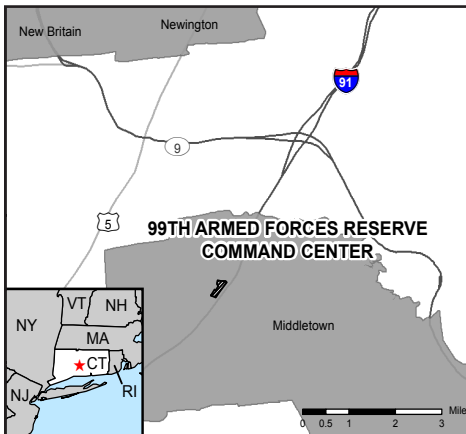 New Britain
Newington
91
9
5
99TH ARMED FORCES RESERVE
COMMAND CENTER
Middletown
NY
VT
NH
MA
CT
RI
NJ
0 0.5 1 2 3
Mile